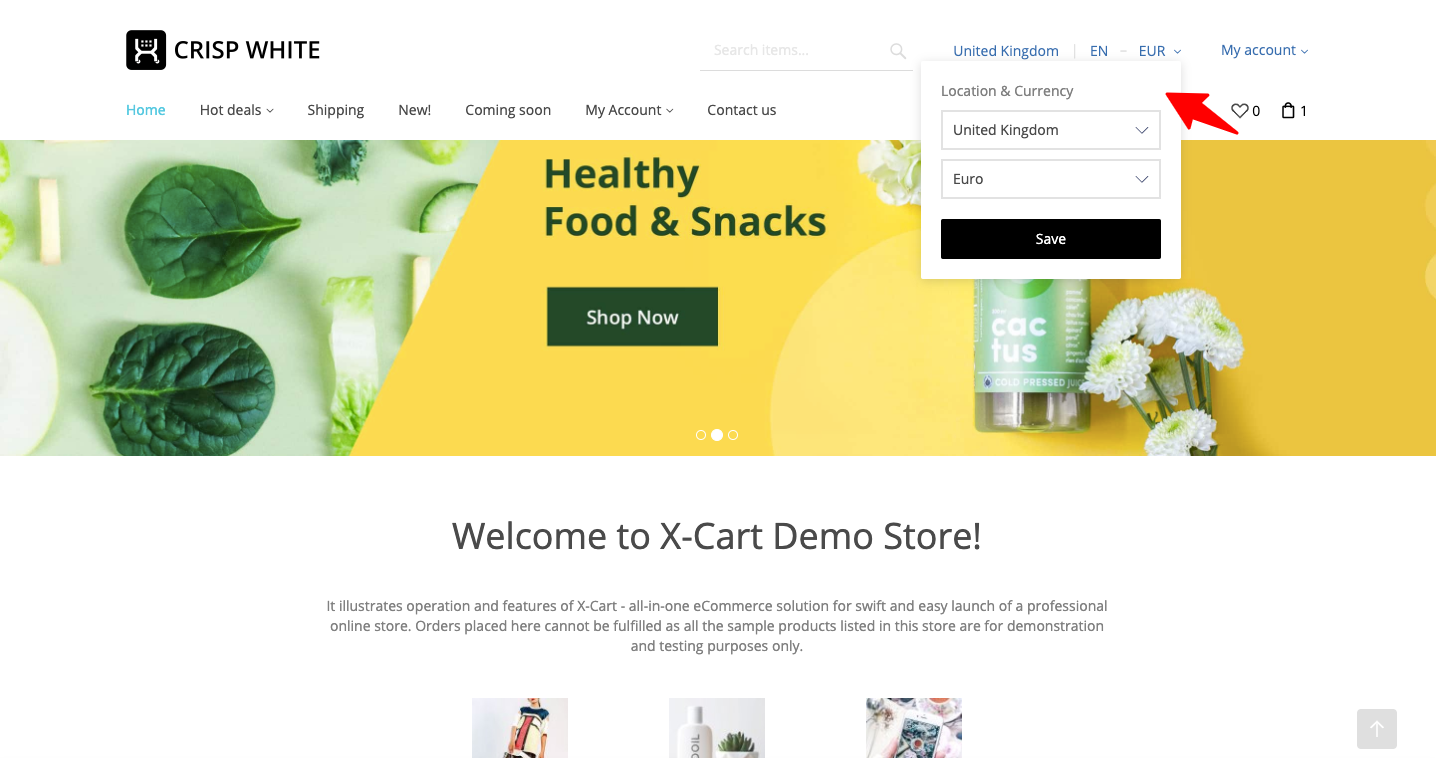 CRISP WHITE
Search items...
United Kingdom | EN – EUR
My account
Home
Hot deals
Shipping
New!
Coming soon
My Account
Contact us
0
1
Location & Currency
United Kingdom
Euro
Save
Healthy
Food & Snacks
Shop Now
cac
tus
COLD PRESSED JUIC
Welcome to X-Cart Demo Store!
It illustrates operation and features of X-Cart - all-in-one eCommerce solution for swift and easy launch of a professional
online store. Orders placed here cannot be fulfilled as all the sample products listed in this store are for demonstration
and testing purposes only.